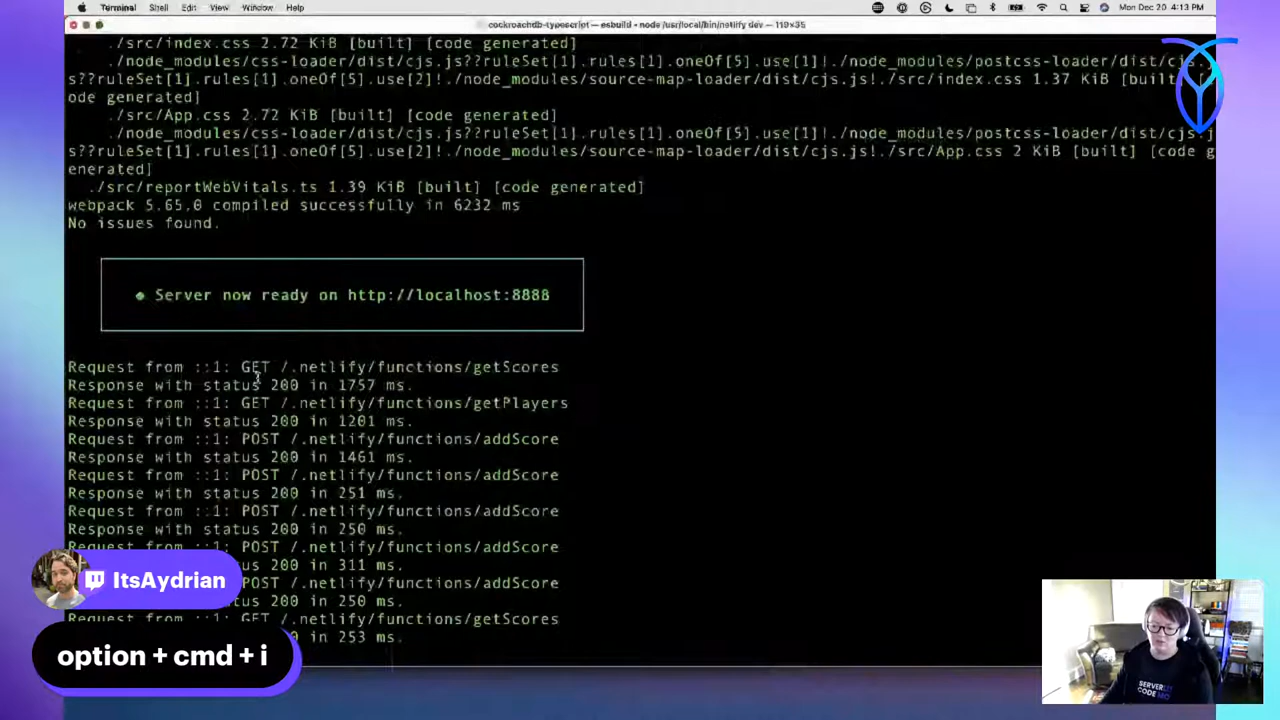 Terminal Shell Edit View Window Help Mon Dec 20 4:13 PM
cockroachdb-typescript — esbuild ◂ node /usr/local/bin/netlify dev — 119×35
./src/index.css 2.72 KiB [built] [code generated]
./node_modules/css-loader/dist/cjs.js??ruleSet[1].rules[1].oneOf[5].use[1]!./node_modules/postcss-loader/dist/cjs.j
s??ruleSet[1].rules[1].oneOf[5].use[2]!./node_modules/source-map-loader/dist/cjs.js!./src/index.css 1.37 KiB [built]
ode generated]
./src/App.css 2.72 KiB [built] [code generated]
./node_modules/css-loader/dist/cjs.js??ruleSet[1].rules[1].oneOf[5].use[1]!./node_modules/postcss-loader/dist/cjs.j
s??ruleSet[1].rules[1].oneOf[5].use[2]!./node_modules/source-map-loader/dist/cjs.js!./src/App.css 2 KiB [built] [code g
enerated]
./src/reportWebVitals.ts 1.39 KiB [built] [code generated]
webpack 5.65.0 compiled successfully in 6232 ms
No issues found.
◈ Server now ready on http://localhost:8888
Request from ::1: GET /.netlify/functions/getScores
Response with status 200 in 1757 ms.
Request from ::1: GET /.netlify/functions/getPlayers
Response with status 200 in 1201 ms.
Request from ::1: POST /.netlify/functions/addScore
Response with status 200 in 1461 ms.
Request from ::1: POST /.netlify/functions/addScore
Response with status 200 in 251 ms.
Request from ::1: POST /.netlify/functions/addScore
Response with status 200 in 250 ms.
Request from ::1: POST /.netlify/functions/addScore
status 200 in 311 ms.
::1: POST /.netlify/functions/addScore
status 200 in 250 ms.
Request from ::1: GET /.netlify/functions/getScores
200 in 253 ms.
ItsAydrian
option + cmd + i
SERVERL
CODE MO